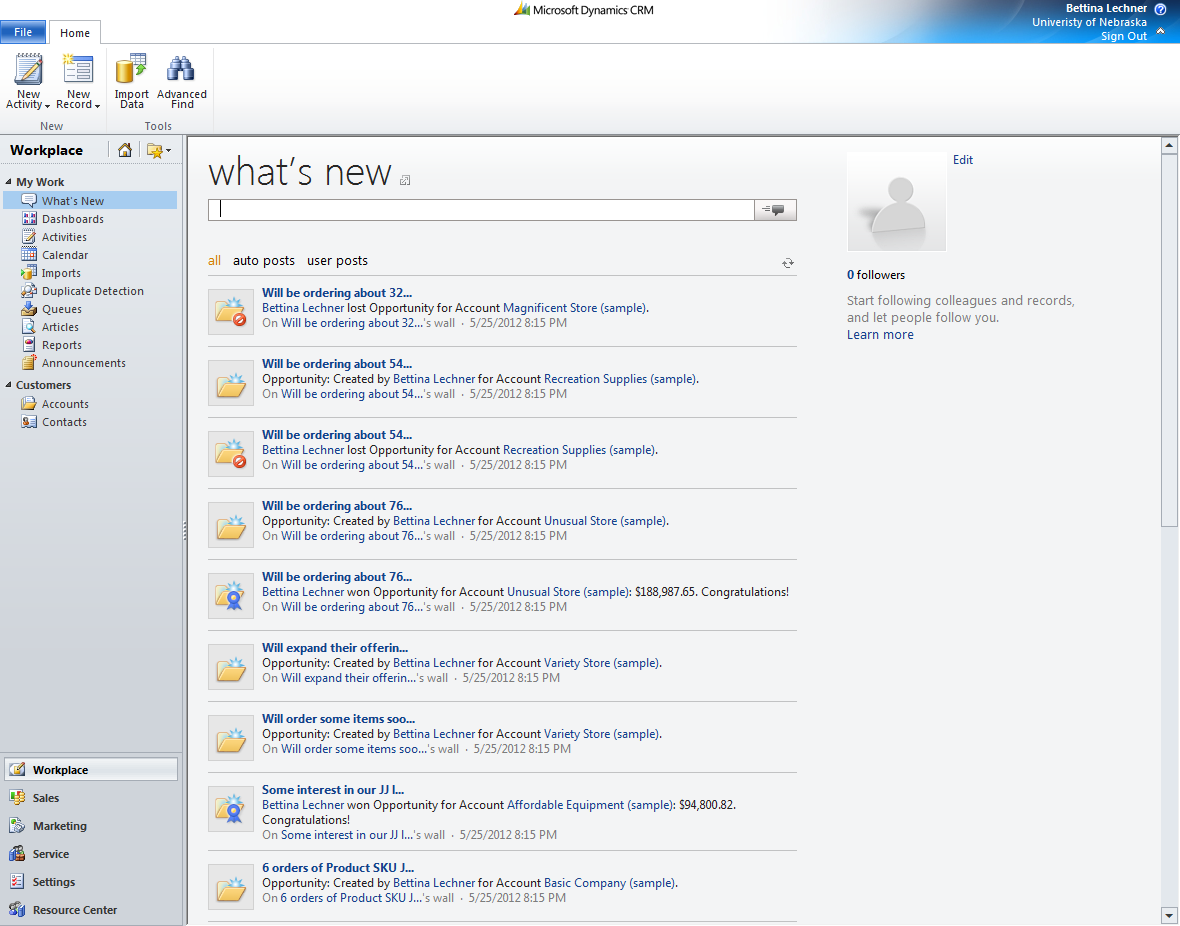 Microsoft Dynamics CRM
Bettina Lechner
Univeristy of Nebraska
Sign Out
File
Home
New
Activity
New
Record
Import
Data
Advanced
Find
New
Tools
Workplace
My Work
What's New
Dashboards
Activities
Calendar
Imports
Duplicate Detection
Queues
Articles
Reports
Announcements
Customers
Accounts
Contacts
Workplace
Sales
Marketing
Service
Settings
Resource Center
what's new
all auto posts user posts
Will be ordering about 32...
Bettina Lechner lost Opportunity for Account Magnificent Store (sample).
On Will be ordering about 32...'s wall · 5/25/2012 8:15 PM
Will be ordering about 54...
Opportunity: Created by Bettina Lechner for Account Recreation Supplies (sample).
On Will be ordering about 54...'s wall · 5/25/2012 8:15 PM
Will be ordering about 54...
Bettina Lechner lost Opportunity for Account Recreation Supplies (sample).
On Will be ordering about 54...'s wall · 5/25/2012 8:15 PM
Will be ordering about 76...
Opportunity: Created by Bettina Lechner for Account Unusual Store (sample).
On Will be ordering about 76...'s wall · 5/25/2012 8:15 PM
Will be ordering about 76...
Bettina Lechner won Opportunity for Account Unusual Store (sample): $188,987.65. Congratulations!
On Will be ordering about 76...'s wall · 5/25/2012 8:15 PM
Will expand their offerin...
Opportunity: Created by Bettina Lechner for Account Variety Store (sample).
On Will expand their offerin...'s wall · 5/25/2012 8:15 PM
Will order some items soo...
Opportunity: Created by Bettina Lechner for Account Variety Store (sample).
On Will order some items soo...'s wall · 5/25/2012 8:15 PM
Some interest in our JJ I...
Bettina Lechner won Opportunity for Account Affordable Equipment (sample): $94,800.82.
Congratulations!
On Some interest in our JJ I...'s wall · 5/25/2012 8:15 PM
6 orders of Product SKU J...
Opportunity: Created by Bettina Lechner for Account Basic Company (sample).
On 6 orders of Product SKU J...'s wall · 5/25/2012 8:15 PM
Edit
0 followers
Start following colleagues and records,
and let people follow you.
Learn more